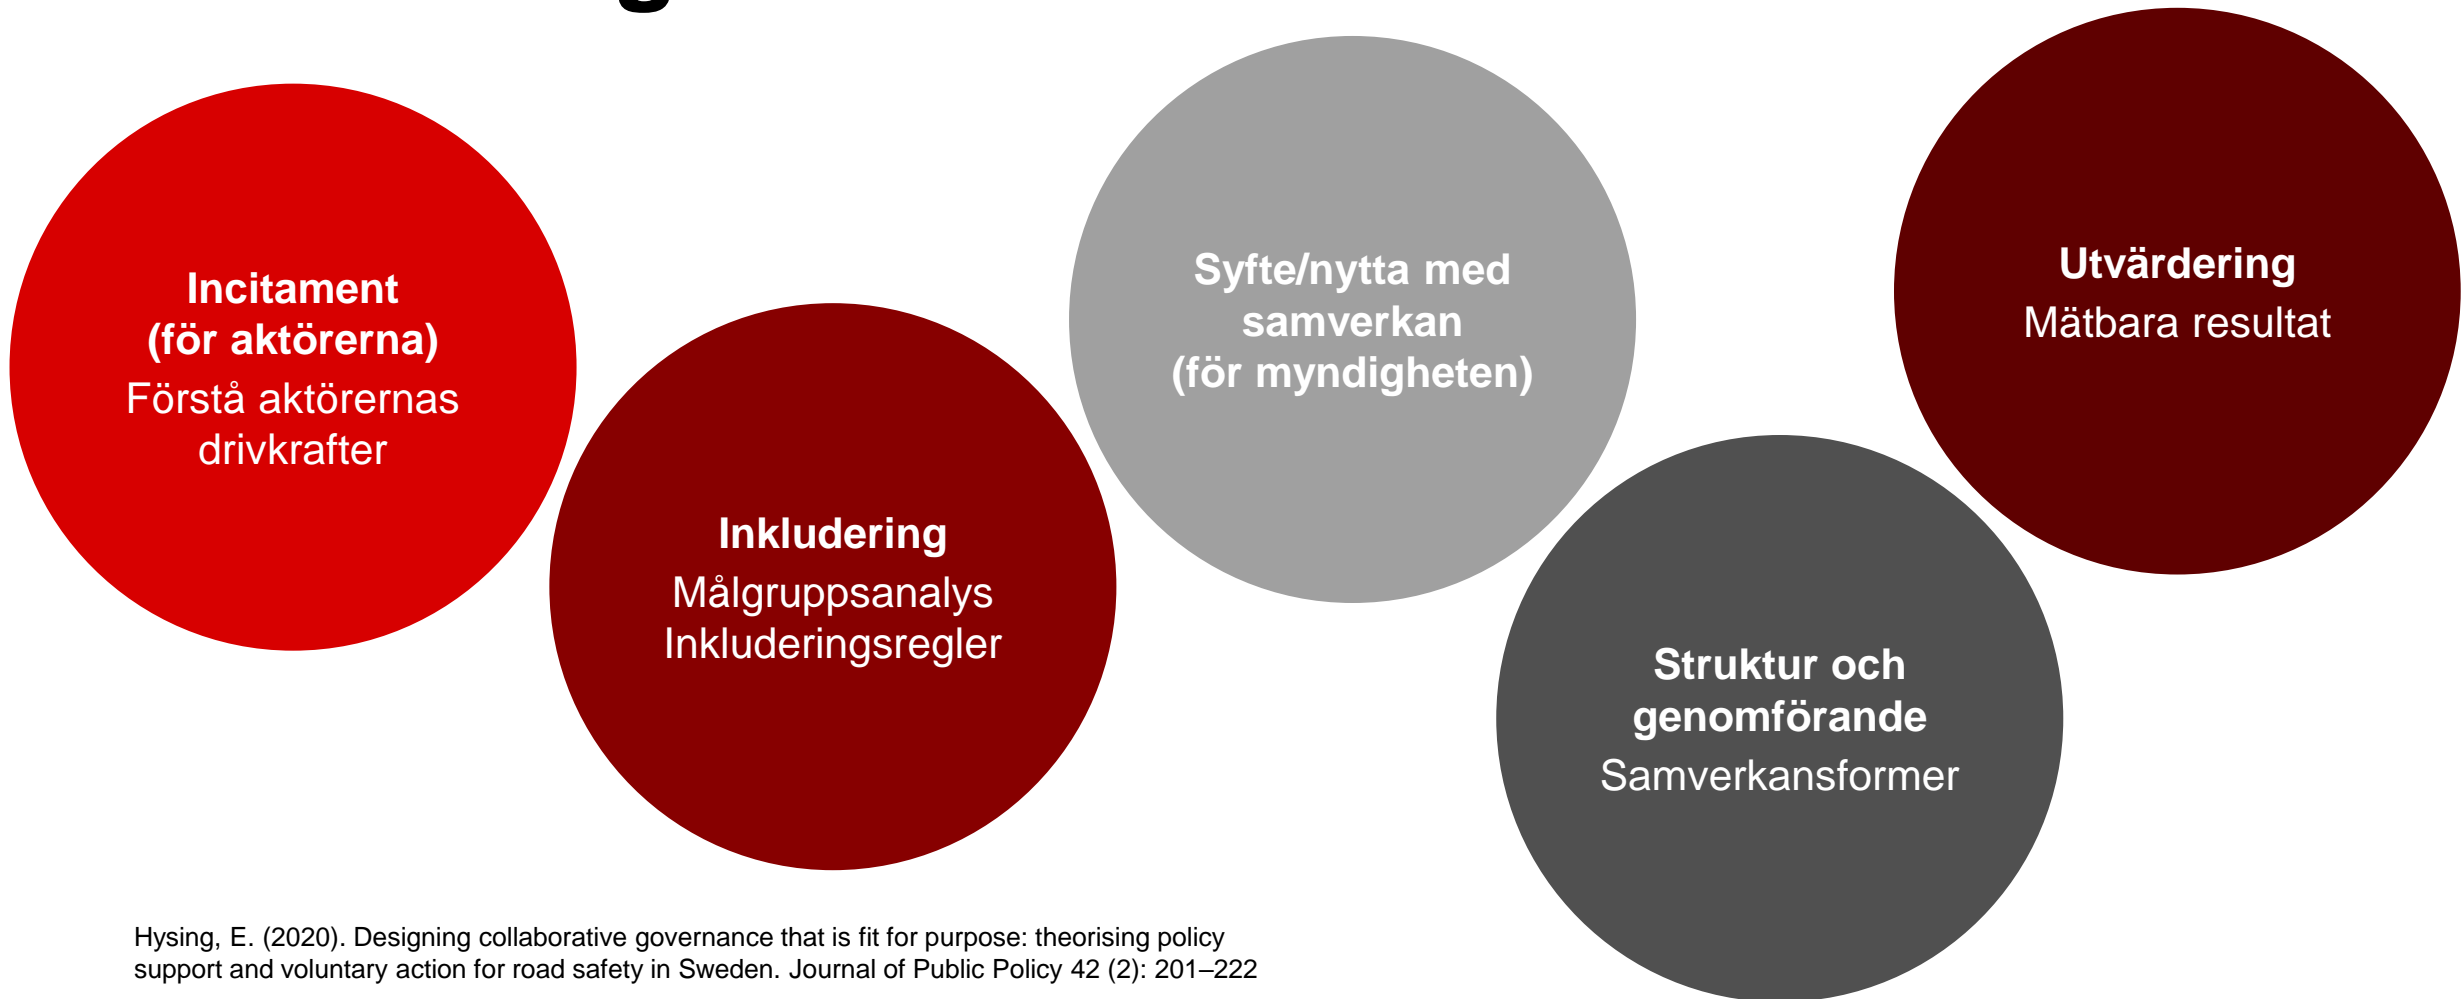 Incitament
(för aktörerna)
Förstå aktörernas
drivkrafter
Inkludering
Målgruppsanalys
Inkluderingsregler
Syfte/nytta med
samverkan
(för myndigheten)
Struktur och
genomförande
Samverkansformer
Utvärdering
Mätbara resultat
Hysing, E. (2020). Designing collaborative governance that is fit for purpose: theorising policy
support and voluntary action for road safety in Sweden. Journal of Public Policy 42 (2): 201–222